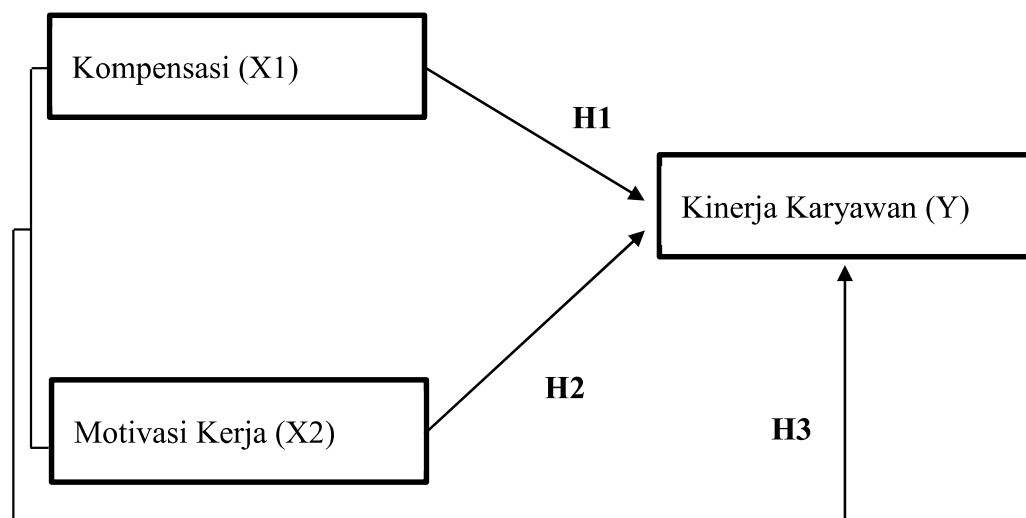 Kompensasi (X1)
H1
Kinerja Karyawan (Y)
H2
Motivasi Kerja (X2)
H3